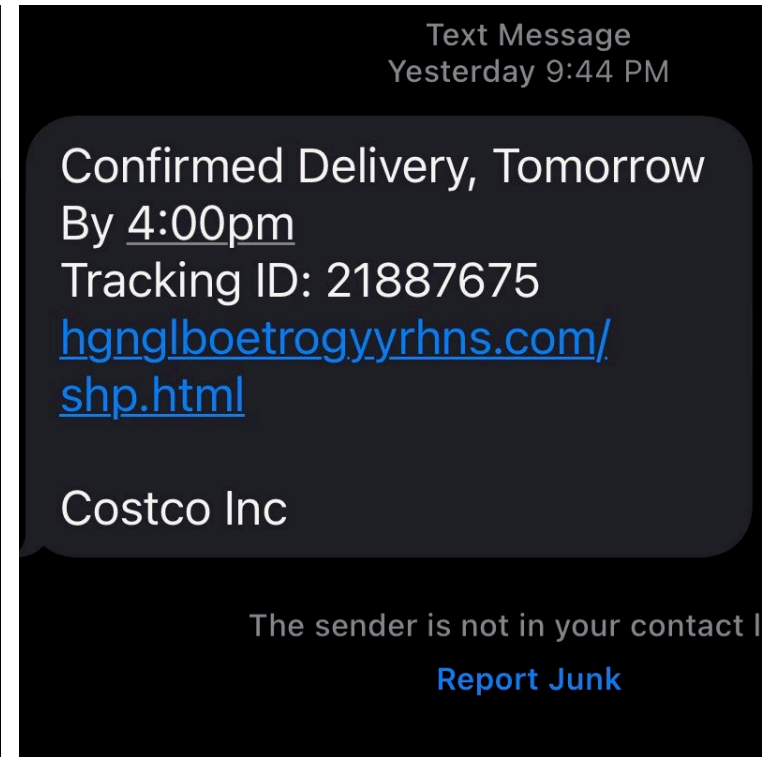 Text Message
Yesterday 9:44 PM
Confirmed Delivery, Tomorrow
By 4:00pm
Tracking ID: 21887675
hgnglboetrogyyrhns.com/
shp.html
Costco Inc
The sender is not in your contact l
Report Junk